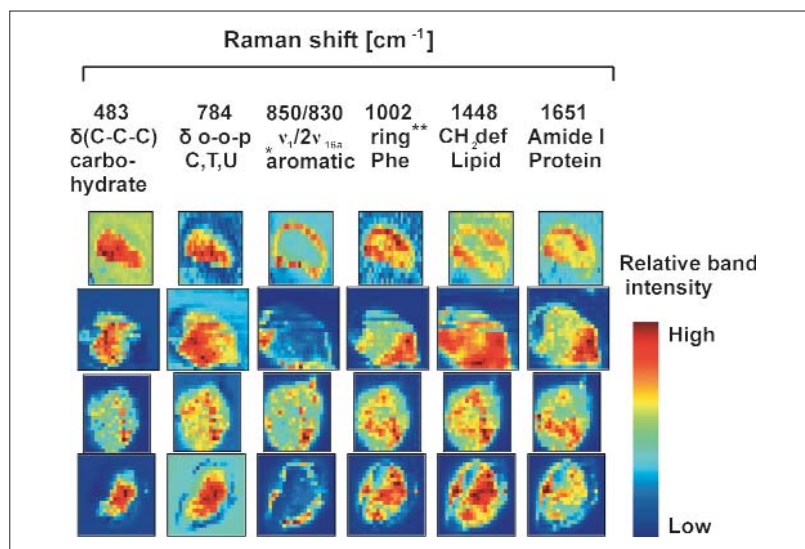 Raman shift [cm -1]
483
δ(C-C-C)
carbo-
hydrate
784
δ o-o-p
C,T,U
850/830
ν1/2ν16a
*aromatic
1002
ring**
Phe
1448
CH2def
Lipid
1651
Amide I
Protein
Relative band
intensity
High
Low